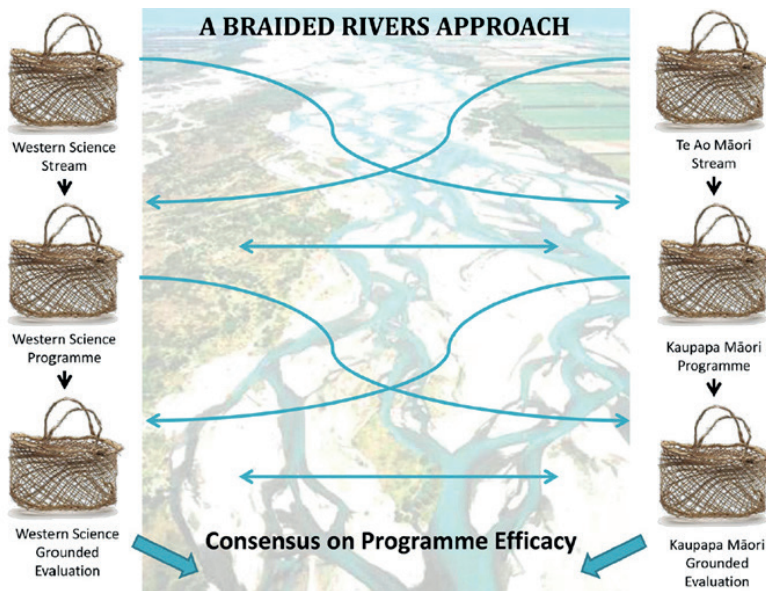 A BRAIDED RIVERS APPROACH
Western Science
Stream
Te Ao Māori
Stream
Western Science
Programme
Kaupapa Māori
Programme
Western Science
Grounded
Evaluation
Consensus on Programme Efficacy
Kaupapa Māori
Grounded
Evaluation